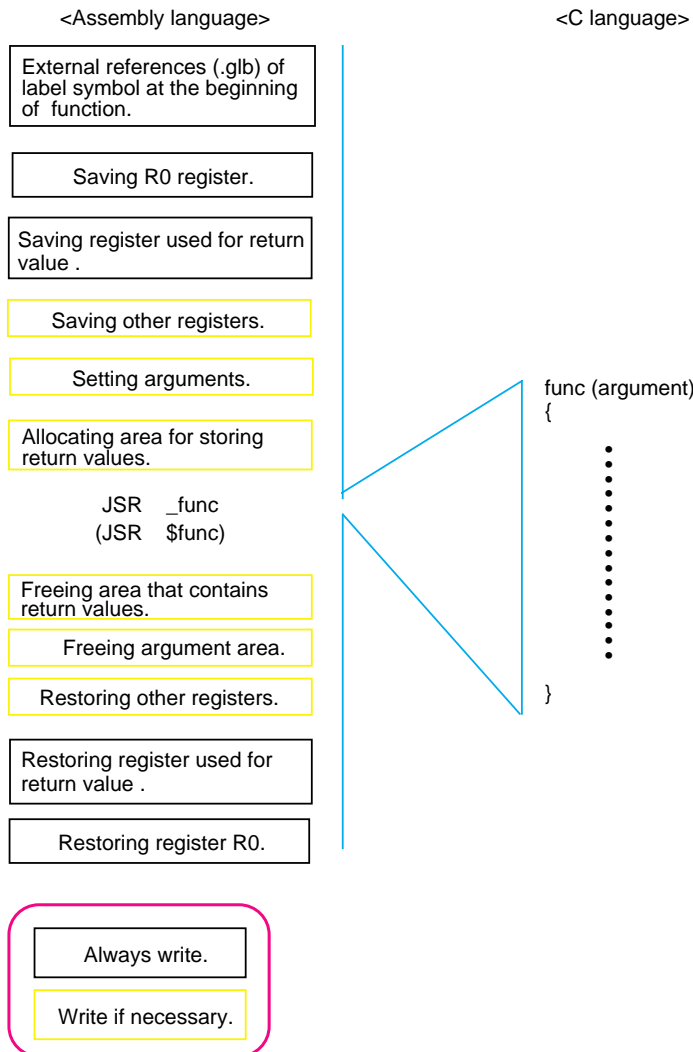 <Assembly language>
<C language>
External references (.glb) of
label symbol at the beginning
of function.
Saving R0 register.
Saving register used for return
value .
Saving other registers.
Setting arguments.
Allocating area for storing
return values.
JSR _func
(JSR $func)
Freeing area that contains
return values.
Freeing argument area.
Restoring other registers.
Restoring register used for
return value .
Restoring register R0.
func (argument)
{
}
Always write.
Write if necessary.